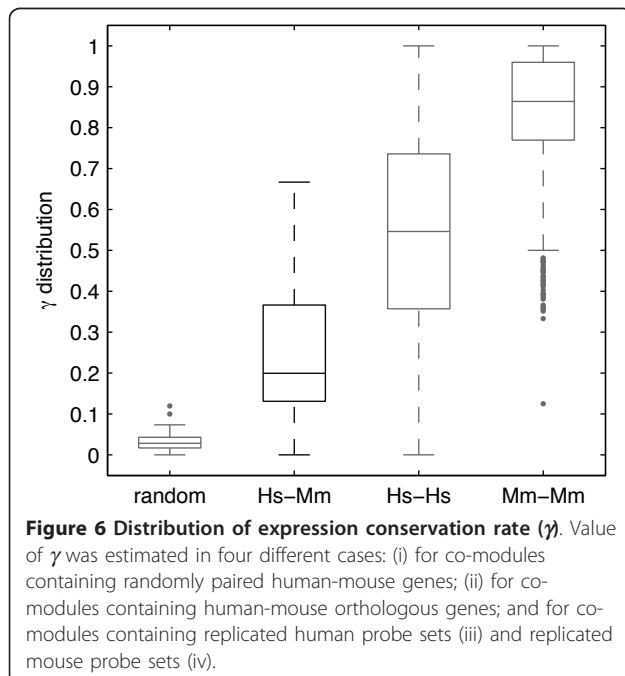 1
0.9
0.8
0.7
0.6
0.5
0.4
0.3
0.2
0.1
0
γ distribution
random
Hs–Mm
Hs–Hs
Mm–Mm
Figure 6 Distribution of expression conservation rate (γ). Value
of γ was estimated in four different cases: (i) for co-modules
containing randomly paired human-mouse genes; (ii) for co-
modules containing human-mouse orthologous genes; and for co-
modules containing replicated human probe sets (iii) and replicated
mouse probe sets (iv).